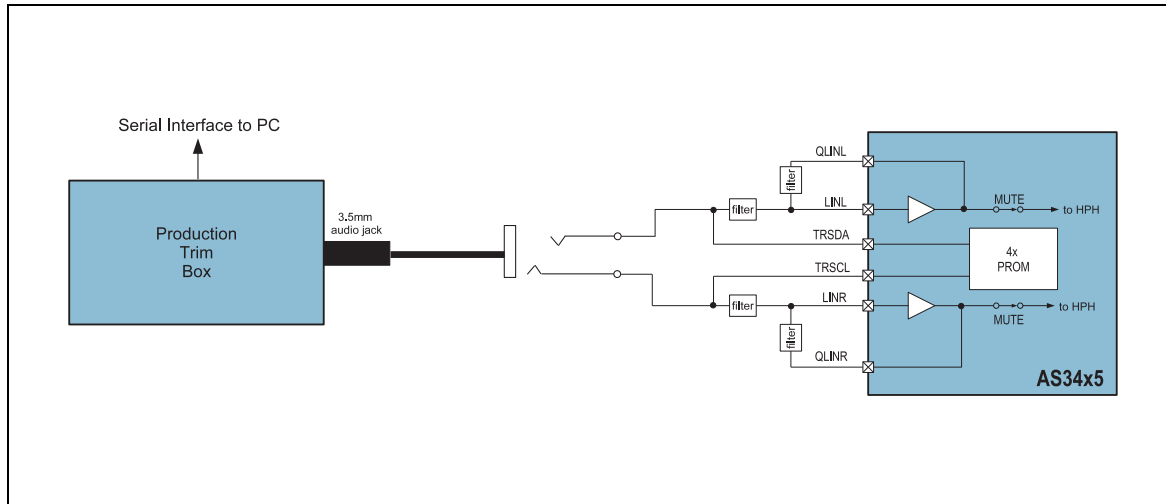 Serial Interface to PC
Production
Trim
Box
3.5mm
audio jack
filter
filter
filter
filter
QLINL
LINL
TRSDA
TRSCL
LINR
QLINR
MUTE
to HPH
4x
PROM
to HPH
MUTE
AS34x5